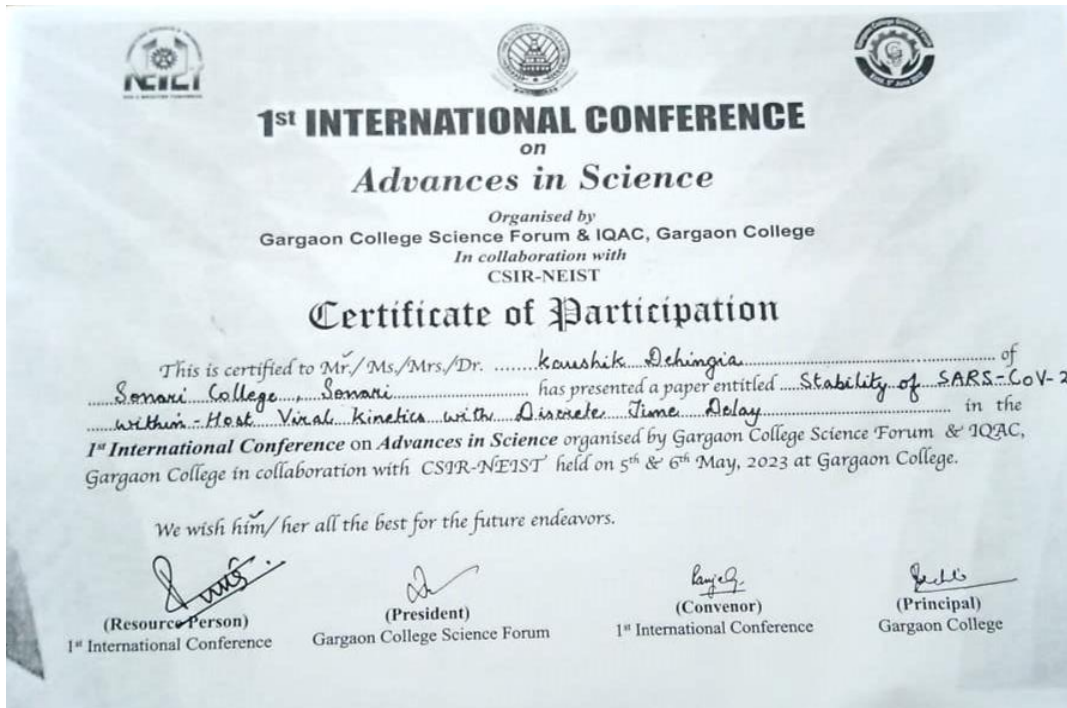 NEIST
1st INTERNATIONAL CONFERENCE
on
Advances in Science
Organised by
Gargaon College Science Forum & IQAC, Gargaon College
In collaboration with
CSIR-NEIST
Certificate of Participation
This is certified to Mr./ Ms./Mrs./Dr. Kaushik Dehingia of
Sonari College, Sonari has presented a paper entitled Stability of SARS-CoV-2
within-Host Viral kinetics with Discrete Time Delay in the
1st International Conference on Advances in Science organised by Gargaon College Science Forum & IQAC,
Gargaon College in collaboration with CSIR-NEIST held on 5th & 6th May, 2023 at Gargaon College.
We wish him/ her all the best for the future endeavors.
(Resource Person)
1st International Conference
(President)
Gargaon College Science Forum
(Convenor)
1st International Conference
(Principal)
Gargaon College